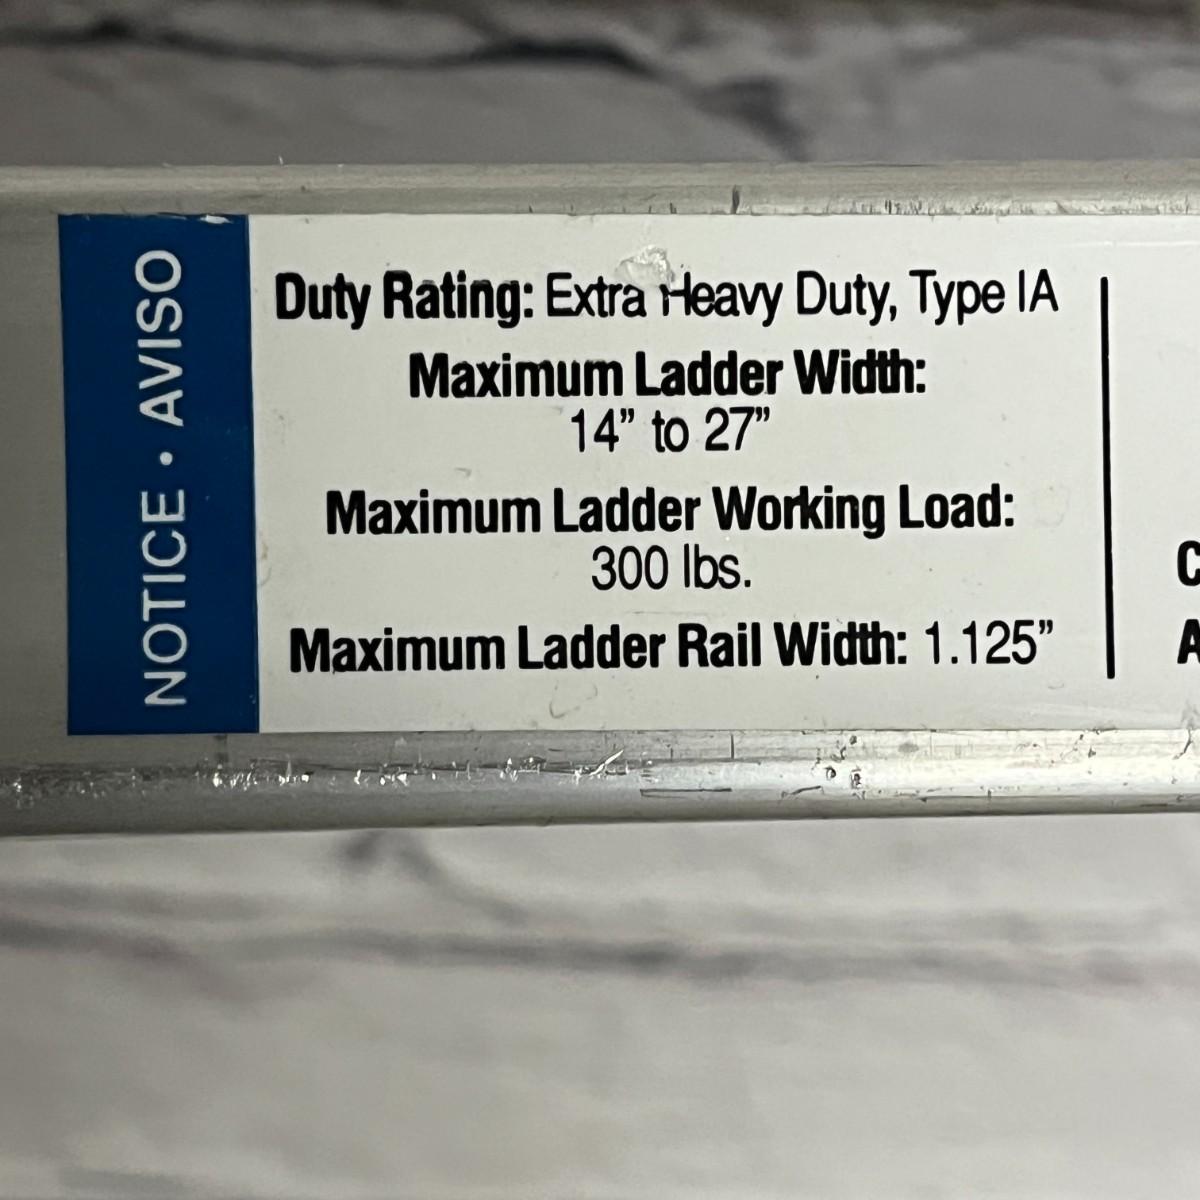 NOTICE • AVISO
Duty Rating: Extra Heavy Duty, Type IA
Maximum Ladder Width:
14” to 27”
Maximum Ladder Working Load:
300 lbs.
Maximum Ladder Rail Width: 1.125”
C
A